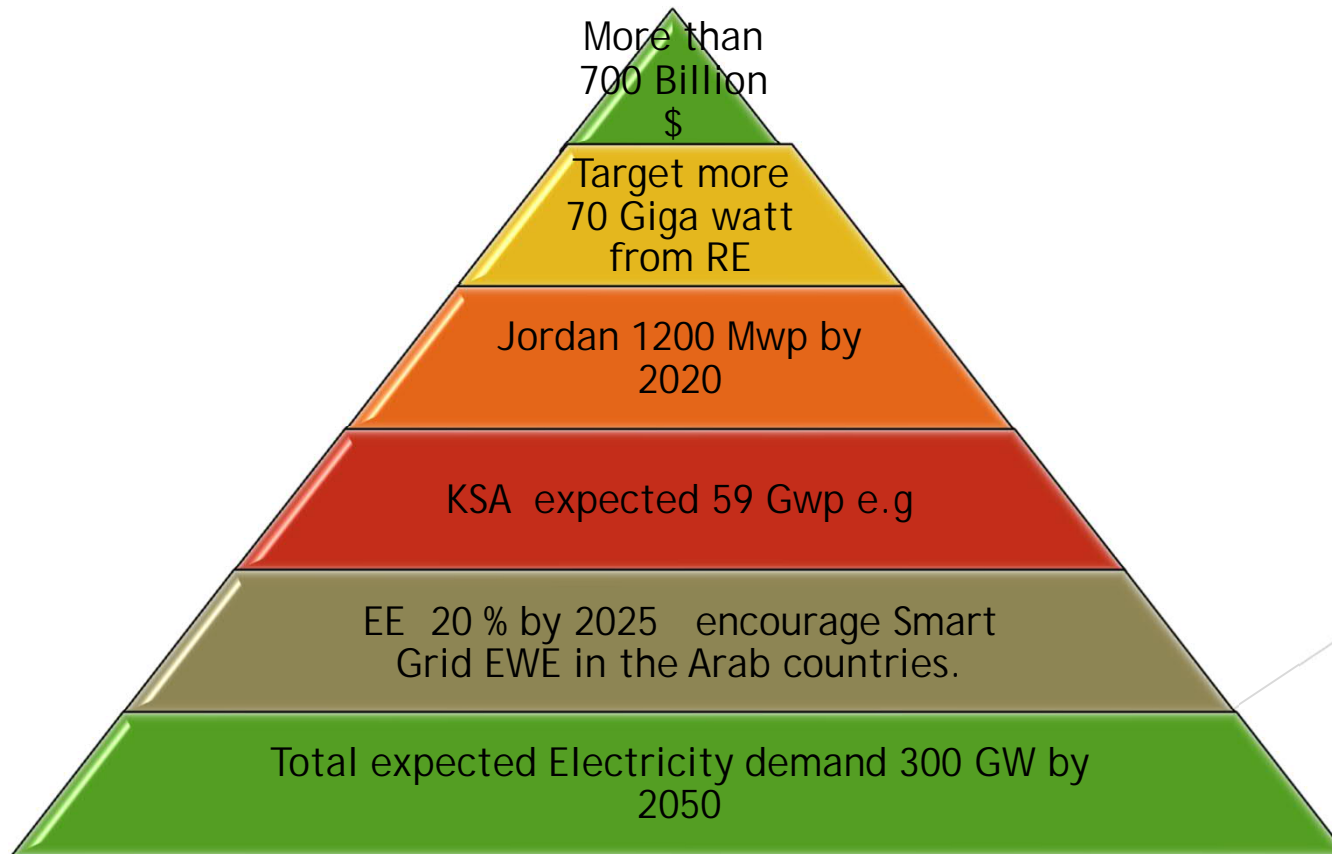 More than
700 Billion
$
Target more
70 Giga watt
from RE
Jordan 1200 Mwp by
2020
KSA  expected 59 Gwp e.g
EE  20 % by 2025   encourage Smart
Grid EWE in the Arab countries.
Total expected Electricity demand 300 GW by
2050